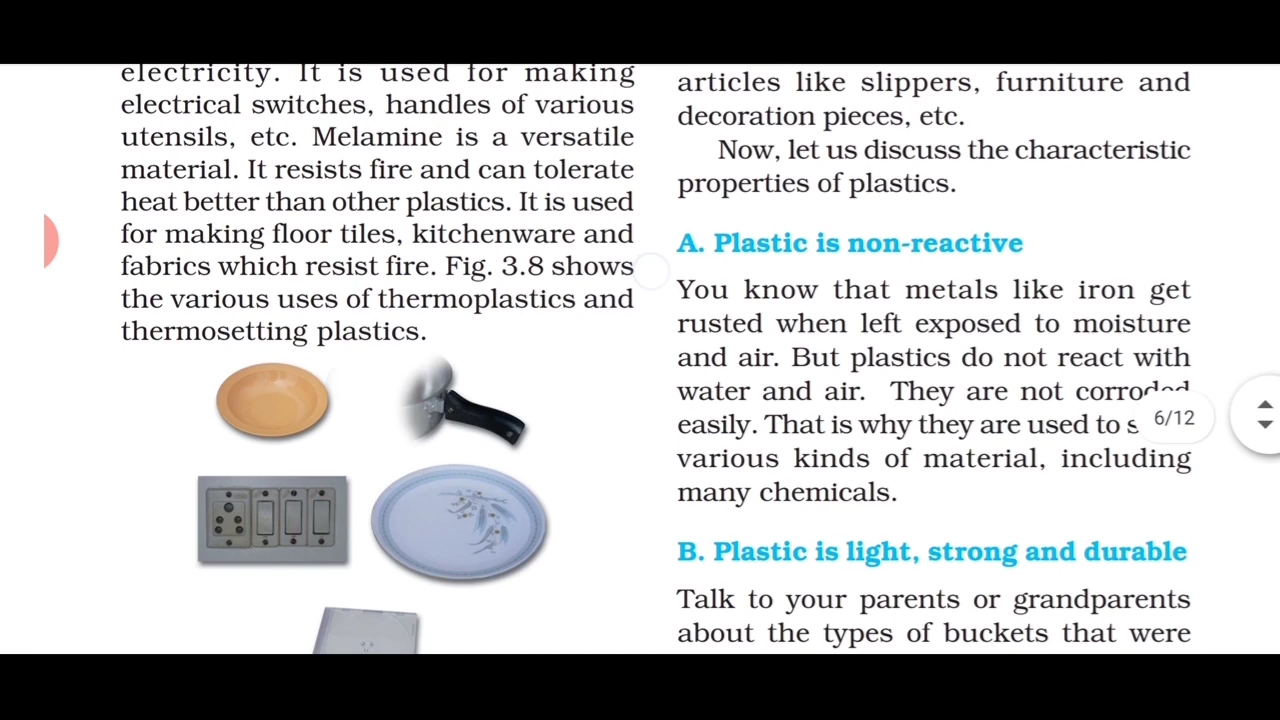 electricity. It is used for making
electrical switches, handles of various
utensils, etc. Melamine is a versatile
material. It resists fire and can tolerate
heat better than other plastics. It is used
for making floor tiles, kitchenware and
fabrics which resist fire. Fig. 3.8 shows
the various uses of thermoplastics and
thermosetting plastics.
articles like slippers, furniture and
decoration pieces, etc.
Now, let us discuss the characteristic
properties of plastics.
A. Plastic is non-reactive
You know that metals like iron get
rusted when left exposed to moisture
and air. But plastics do not react with
water and air. They are not corroded
easily. That is why they are used to
various kinds of material, including
many chemicals.
B. Plastic is light, strong and durable
Talk to your parents or grandparents
about the types of buckets that were
6/12